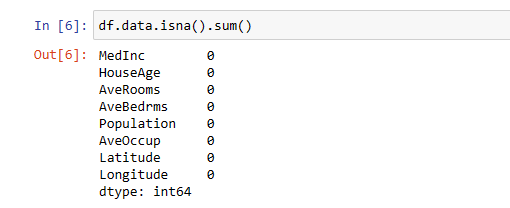 In [6]: df.data.isna().sum()
Out[6]: MedInc        0
HouseAge      0
AveRooms      0
AveBedrms     0
Population    0
AveOccup      0
Latitude      0
Longitude     0
dtype: int64